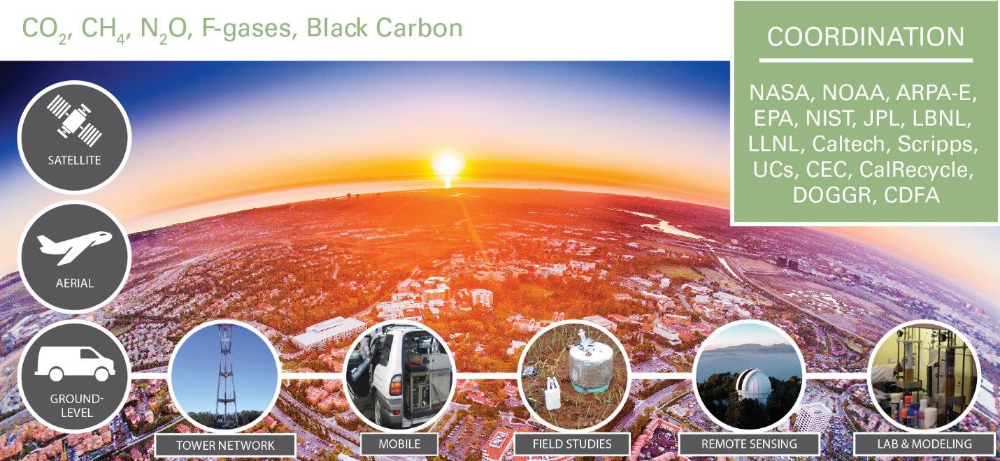 CO₂, CH₄, N₂O, F-gases, Black Carbon
COORDINATION
NASA, NOAA, ARPA-E,
EPA, NIST, JPL, LBNL,
LLNL, Caltech, Scripps,
UCs, CEC, CalRecycle,
DOGGR, CDFA
SATELLITE
AERIAL
GROUND-
LEVEL
TOWER NETWORK
MOBILE
FIELD STUDIES
REMOTE SENSING
LAB & MODELING